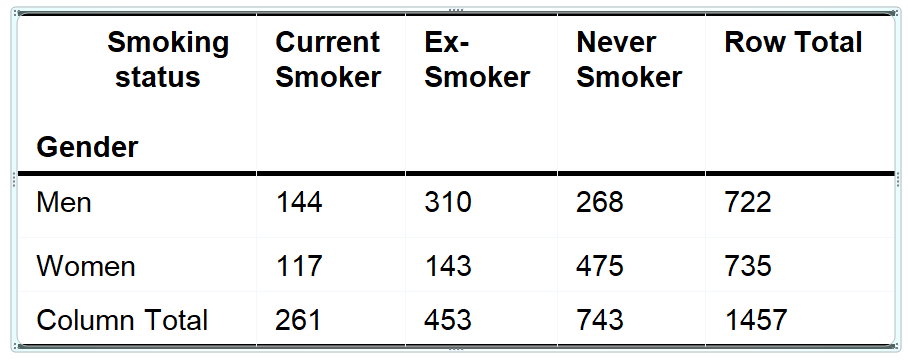 Smoking Current Ex- Never Row Total
status Smoker Smoker Smoker
Gender
Men 144 310 268 722
Women 117 143 475 735
Column Total 261 453 743 1457